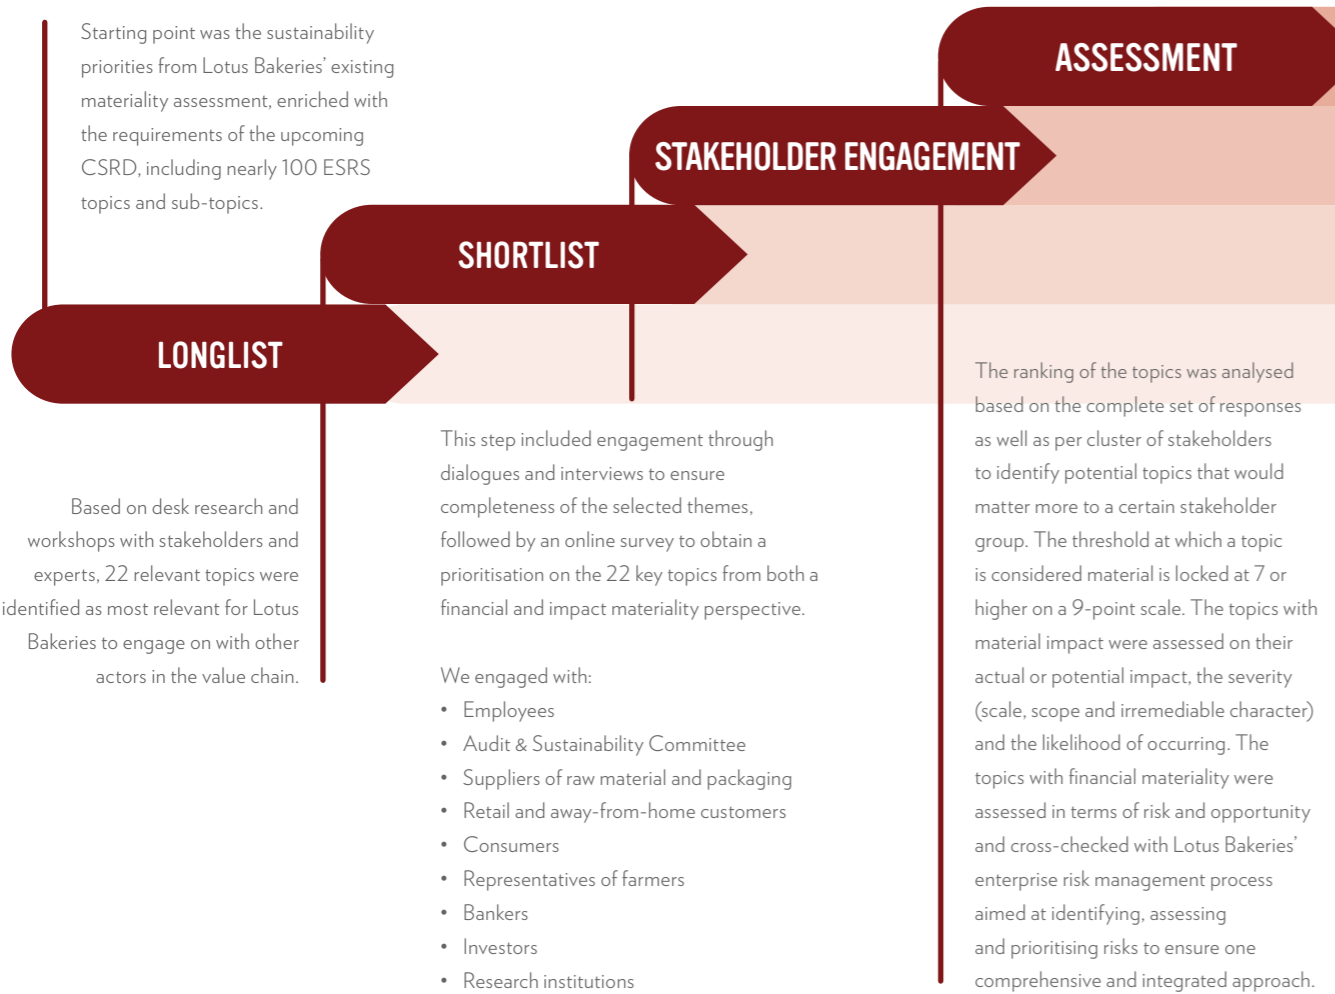 Starting point was the sustainability
priorities from Lotus Bakeries’ existing
materiality assessment, enriched with
the requirements of the upcoming
CSRD, including nearly 100 ESRS
topics and sub-topics.
LONGLIST
Based on desk research and
workshops with stakeholders and
experts, 22 relevant topics were
identified as most relevant for Lotus
Bakeries to engage on with other
actors in the value chain.
SHORTLIST
STAKEHOLDER ENGAGEMENT
This step included engagement through
dialogues and interviews to ensure
completeness of the selected themes,
followed by an online survey to obtain a
prioritisation on the 22 key topics from both a
financial and impact materiality perspective.
We engaged with:
• Employees
• Audit & Sustainability Committee
• Suppliers of raw material and packaging
• Retail and away-from-home customers
• Consumers
• Representatives of farmers
• Bankers
• Investors
• Research institutions
ASSESSMENT
The ranking of the topics was analysed
based on the complete set of responses
as well as per cluster of stakeholders
to identify potential topics that would
matter more to a certain stakeholder
group. The threshold at which a topic
is considered material is locked at 7 or
higher on a 9-point scale. The topics with
material impact were assessed on their
actual or potential impact, the severity
(scale, scope and irremediable character)
and the likelihood of occurring. The
topics with financial materiality were
assessed in terms of risk and opportunity
and cross-checked with Lotus Bakeries’
enterprise risk management process
aimed at identifying, assessing
and prioritising risks to ensure one
comprehensive and integrated approach.